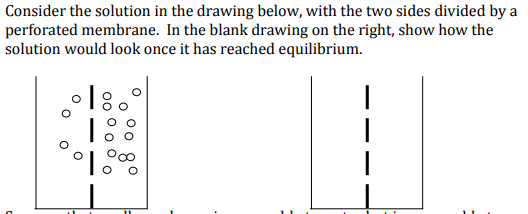 Consider the solution in the drawing below, with the two sides divided by a
perforated membrane. In the blank drawing on the right, show how the
solution would look once it has reached equilibrium.